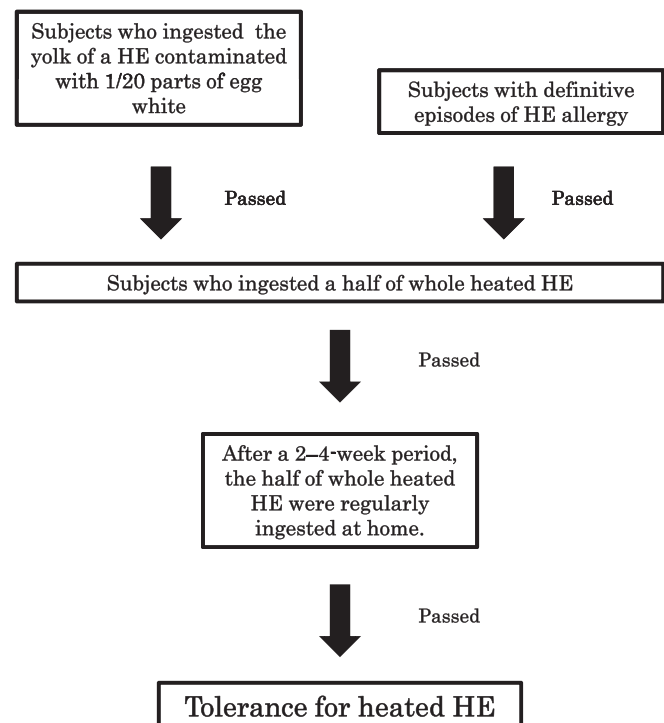 Subjects who ingested the
yolk of a HE contaminated
with 1/20 parts of egg
white
Subjects with definitive
episodes of HE allergy
Passed
Passed
Subjects who ingested a half of whole heated HE
Passed
After a 2–4-week period,
the half of whole heated
HE were regularly
ingested at home.
Passed
Tolerance for heated HE